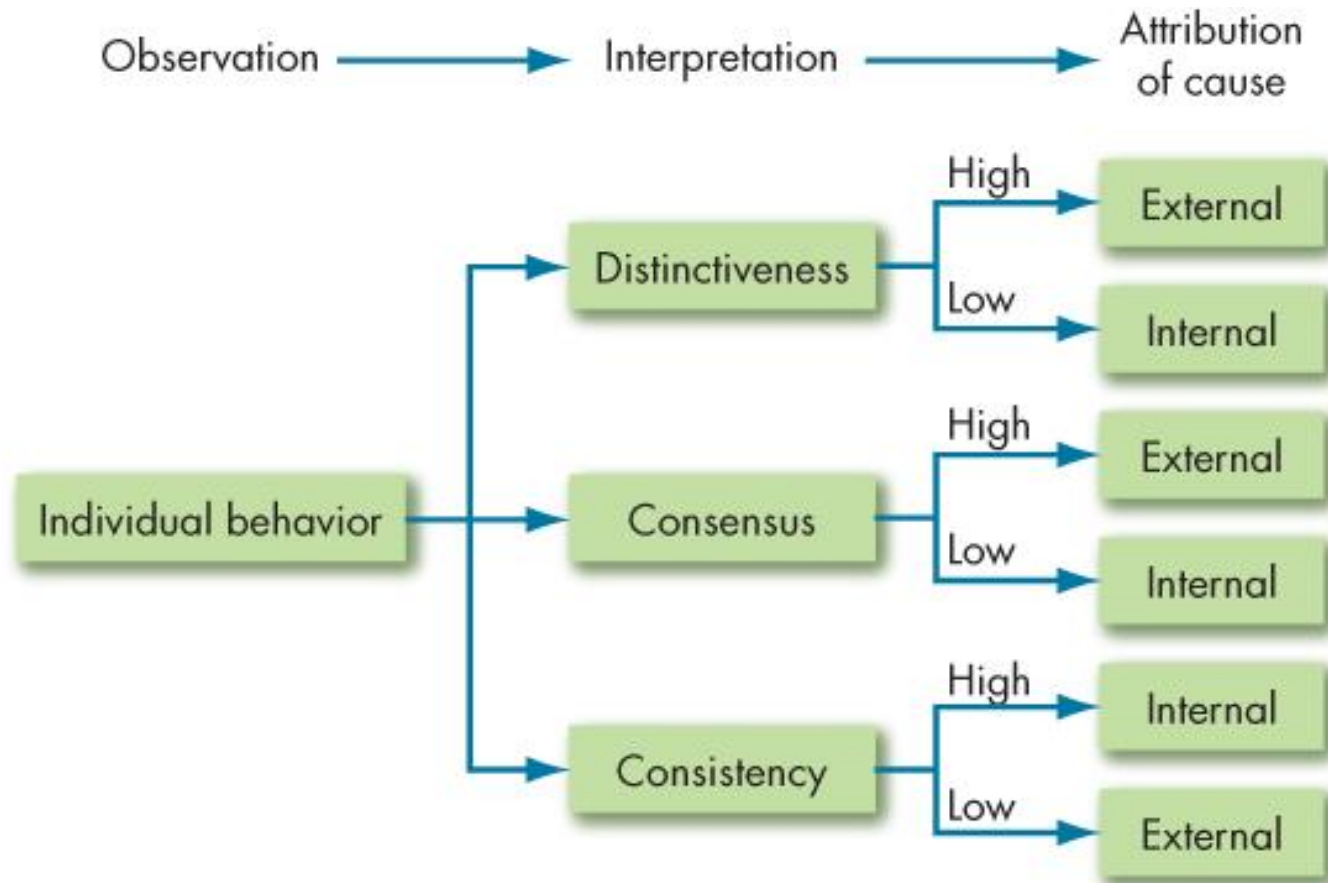 Observation
Interpretation
Attribution
of cause
High
External
Distinctiveness
Low
Internal
High
External
Individual behavior
Consensus
Low
Internal
High
Internal
Consistency
Low
External